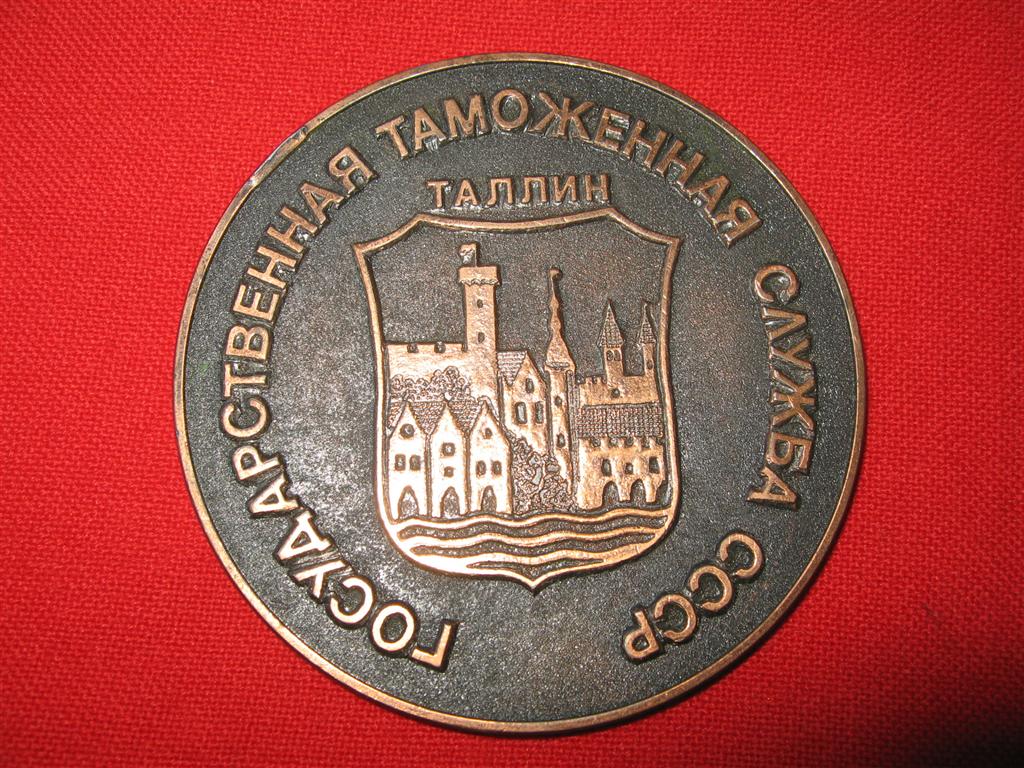 ГОСУДАРСТВЕННАЯ ТАМОЖЕННАЯ СЛУЖБА СССР
ТАЛЛИН